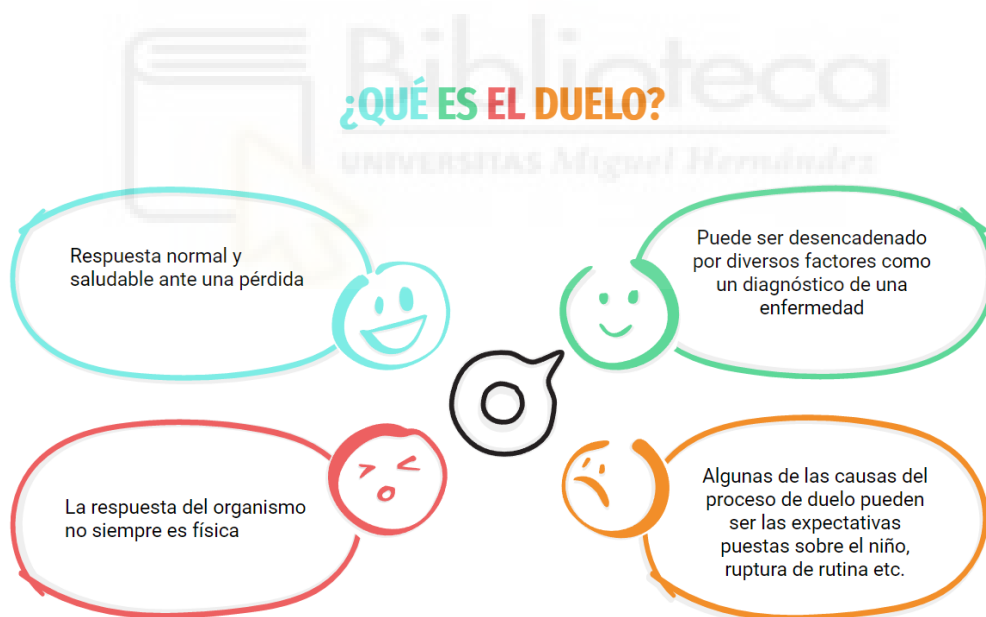 Biblioteca
¿QUÉ ES EL DUELO?
UNIVERSITAS Miguel Hernández
Respuesta normal y
saludable ante una pérdida
Puede ser desencadenado
por diversos factores como
un diagnóstico de una
enfermedad
La respuesta del organismo
no siempre es física
Algunas de las causas del
proceso de duelo pueden
ser las expectativas
puestas sobre el niño,
ruptura de rutina etc.